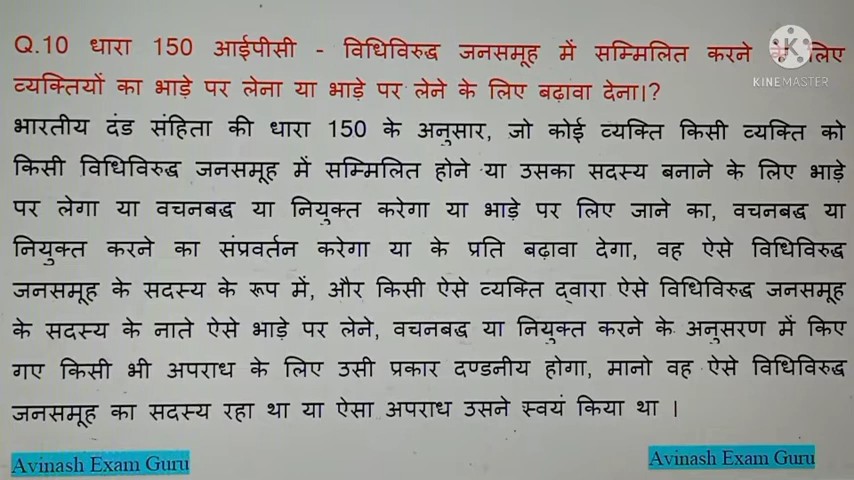 Q.10 धारा 150 आईपीसी - विधिविरुद्ध जनसमूह में सम्मिलित करने लिए
व्यक्तियों का भाड़े पर लेना या भाड़े पर लेने के लिए बढ़ावा देना।?
भारतीय दंड संहिता की धारा 150 के अनुसार, जो कोई व्यक्ति किसी व्यक्ति को
किसी विधिविरुद्ध जनसमूह में सम्मिलित होने या उसका सदस्य बनाने के लिए भाड़े
पर लेगा या वचनबद्ध या नियुक्त करेगा या भाड़े पर लिए जाने का, वचनबद्ध या
नियुक्त करने का संप्रवर्तन करेगा या के प्रति बढ़ावा देगा, वह ऐसे विधिविरुद्ध
जनसमूह के सदस्य के रूप में, और किसी ऐसे व्यक्ति द्वारा ऐसे विधिविरुद्ध जनसमूह
के सदस्य के नाते ऐसे भाड़े पर लेने, वचनबद्ध या नियुक्त करने के अनुसरण में किए
गए किसी भी अपराध के लिए उसी प्रकार दण्डनीय होगा, मानो वह ऐसे विधिविरुद्ध
जनसमूह का सदस्य रहा था या ऐसा अपराध उसने स्वयं किया था ।
Avinash Exam Guru
Avinash Exam Guru
K
KINEMASTER